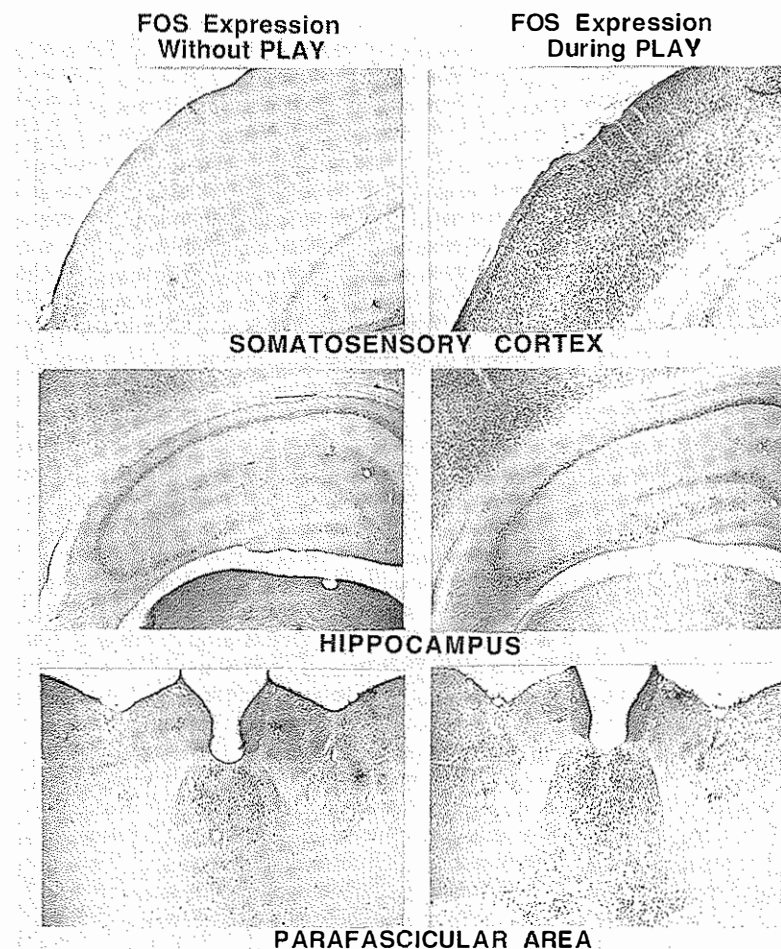 FOS Expression
Without PLAY
FOS Expression
During PLAY
SOMATOSENSORY CORTEX
HIPPOCAMPUS
PARAFASCICULAR AREA